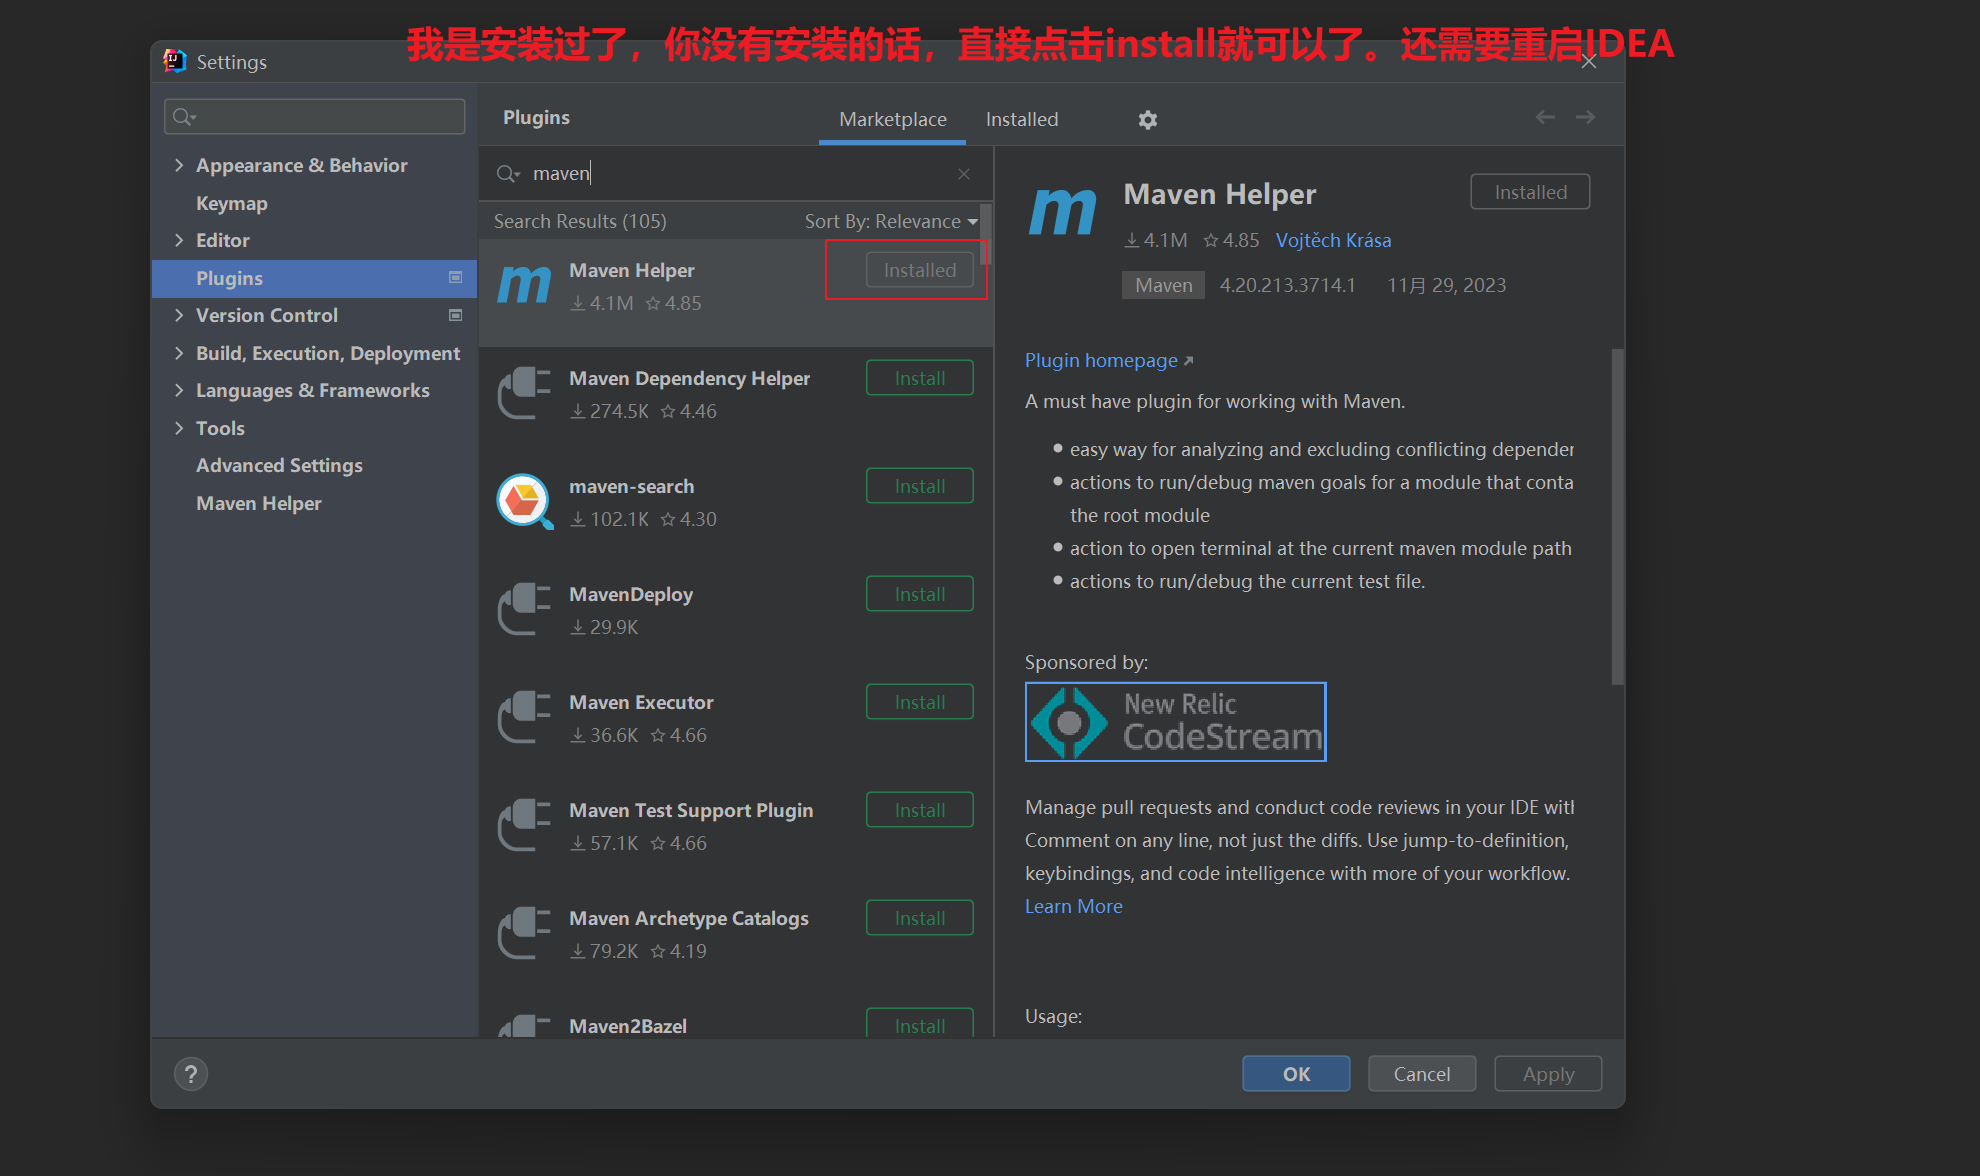 我是安装过了，你没有安装的话，直接点击install就可以了。还需要重启IDEA
Settings
Appearance & Behavior
Keymap
Editor
Plugins
Version Control
Build, Execution, Deployment
Languages & Frameworks
Tools
Advanced Settings
Maven Helper
Plugins
Marketplace
Installed
maven
Search Results (105)
Sort By: Relevance
Maven Helper
4.1M 4.85
Installed
Maven Dependency Helper
274.5K 4.46
Install
maven-search
102.1K 4.30
Install
MavenDeploy
29.9K
Install
Maven Executor
36.6K 4.66
Install
Maven Test Support Plugin
57.1K 4.66
Install
Maven Archetype Catalogs
79.2K 4.19
Install
Maven2Bazel
Install
Maven Helper
Installed
4.1M 4.85 Vojtěch Krása
Maven 4.20.213.3714.1 11月 29, 2023
Plugin homepage
A must have plugin for working with Maven.
easy way for analyzing and excluding conflicting depender
actions to run/debug maven goals for a module that conta
the root module
action to open terminal at the current maven module path
actions to run/debug the current test file.
Sponsored by:
New Relic
CodeStream
Manage pull requests and conduct code reviews in your IDE with
Comment on any line, not just the diffs. Use jump-to-definition,
keybindings, and code intelligence with more of your workflow.
Learn More
Usage:
?
OK
Cancel
Apply